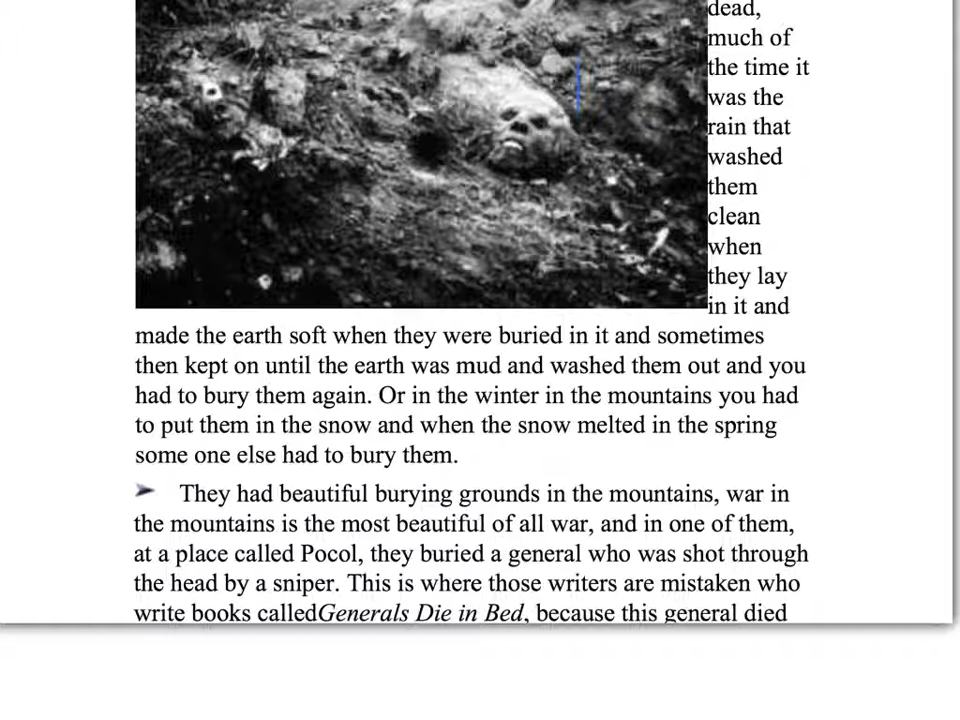 dead,
much of
the time it
was the
rain that
washed
them
clean
when
they lay
in it and
made the earth soft when they were buried in it and sometimes
then kept on until the earth was mud and washed them out and you
had to bury them again. Or in the winter in the mountains you had
to put them in the snow and when the snow melted in the spring
some one else had to bury them.
They had beautiful burying grounds in the mountains, war in
the mountains is the most beautiful of all war, and in one of them,
at a place called Pocol, they buried a general who was shot through
the head by a sniper. This is where those writers are mistaken who
write books calledGenerals Die in Bed, because this general died